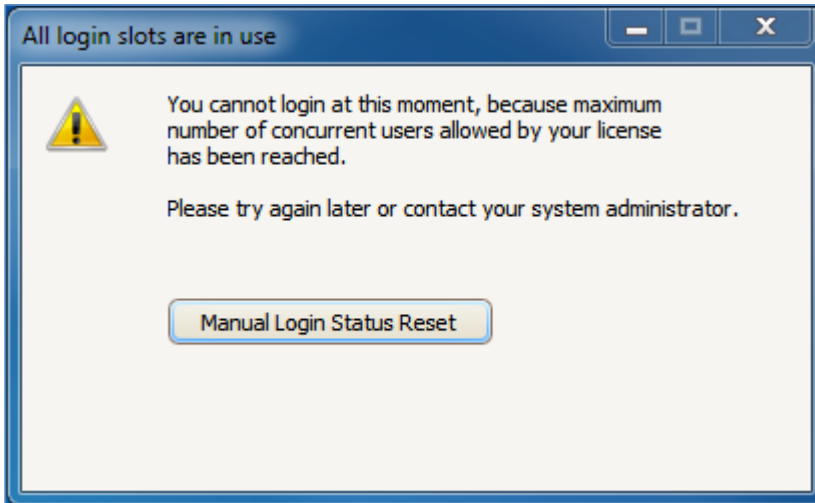 All login slots are in use
You cannot login at this moment, because maximum
number of concurrent users allowed by your license
has been reached.
Please try again later or contact your system administrator.
Manual Login Status Reset